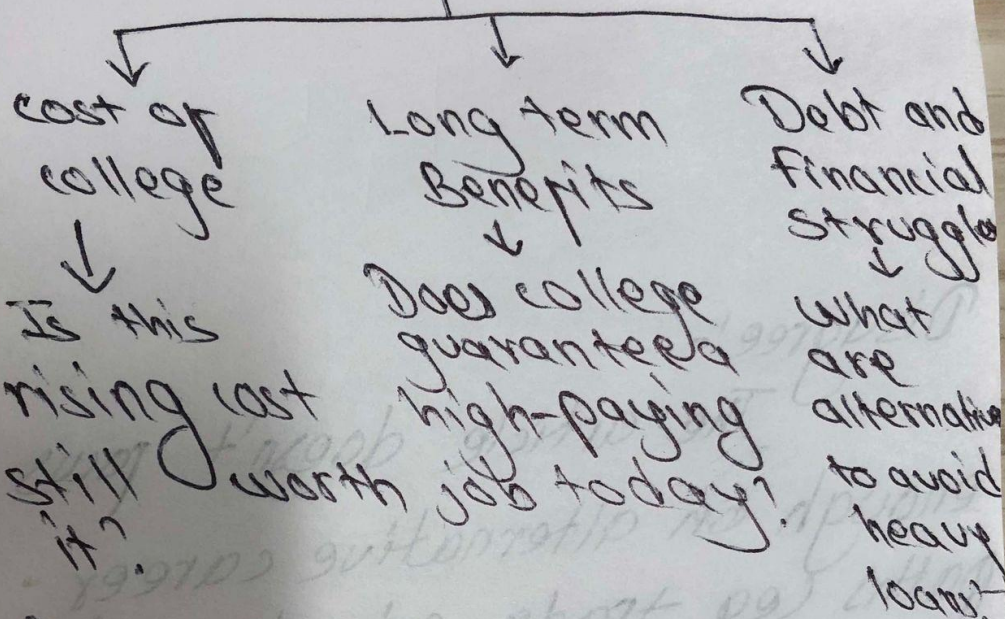 cost of
college
Is this
rising cost
still worth
it?
Long term
Benefits
Does college
guarantee a
high-paying
job today?
Debt and
financial
struggle
What
are
alternative
to avoid
heavy
loans